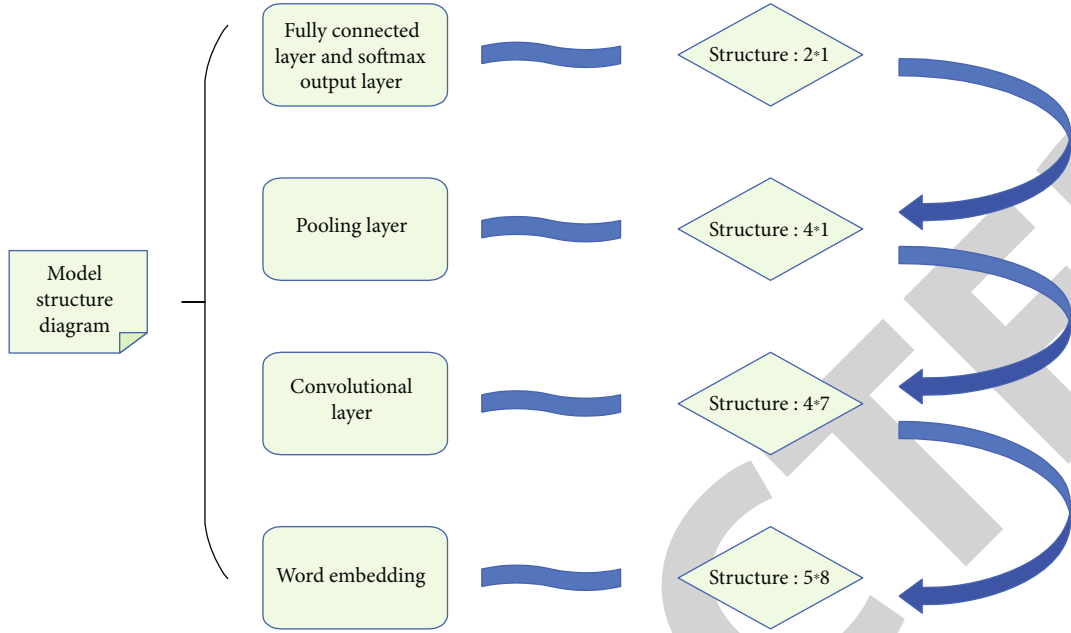 Model
structure
diagram
Fully connected
layer and softmax
output layer
Structure : 2*1
Pooling layer
Structure : 4*1
Convolutional
layer
Structure : 4*7
Word embedding
Structure : 5*8